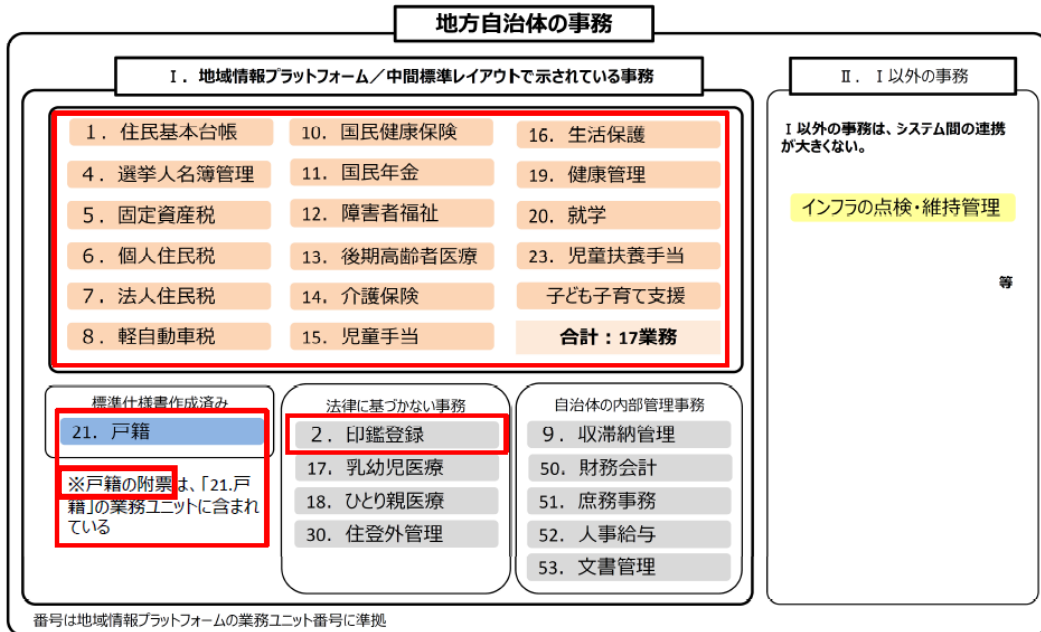 地方自治体の事務
Ⅰ．地域情報プラットフォーム／中間標準レイアウトで示されている事務
1．住民基本台帳
4．選挙人名簿管理
5．固定資産税
6．個人住民税
7．法人住民税
8．軽自動車税
10．国民健康保険
11．国民年金
12．障害者福祉
13．後期高齢者医療
14．介護保険
15．児童手当
16．生活保護
19．健康管理
20．就学
23．児童扶養手当
子ども子育て支援
合計：17業務
標準仕様書作成済み
21．戸籍
※戸籍の附票は、「21.戸
籍」の業務ユニットに含まれ
ている
法律に基づかない事務
2．印鑑登録
17．乳幼児医療
18．ひとり親医療
30．住登外管理
自治体の内部管理事務
9．収滞納管理
50．財務会計
51．庶務事務
52．人事給与
53．文書管理
Ⅱ．Ⅰ以外の事務
Ⅰ以外の事務は、システム間の連携
が大きくない。
インフラの点検・維持管理
等
番号は地域情報プラットフォームの業務ユニット番号に準拠